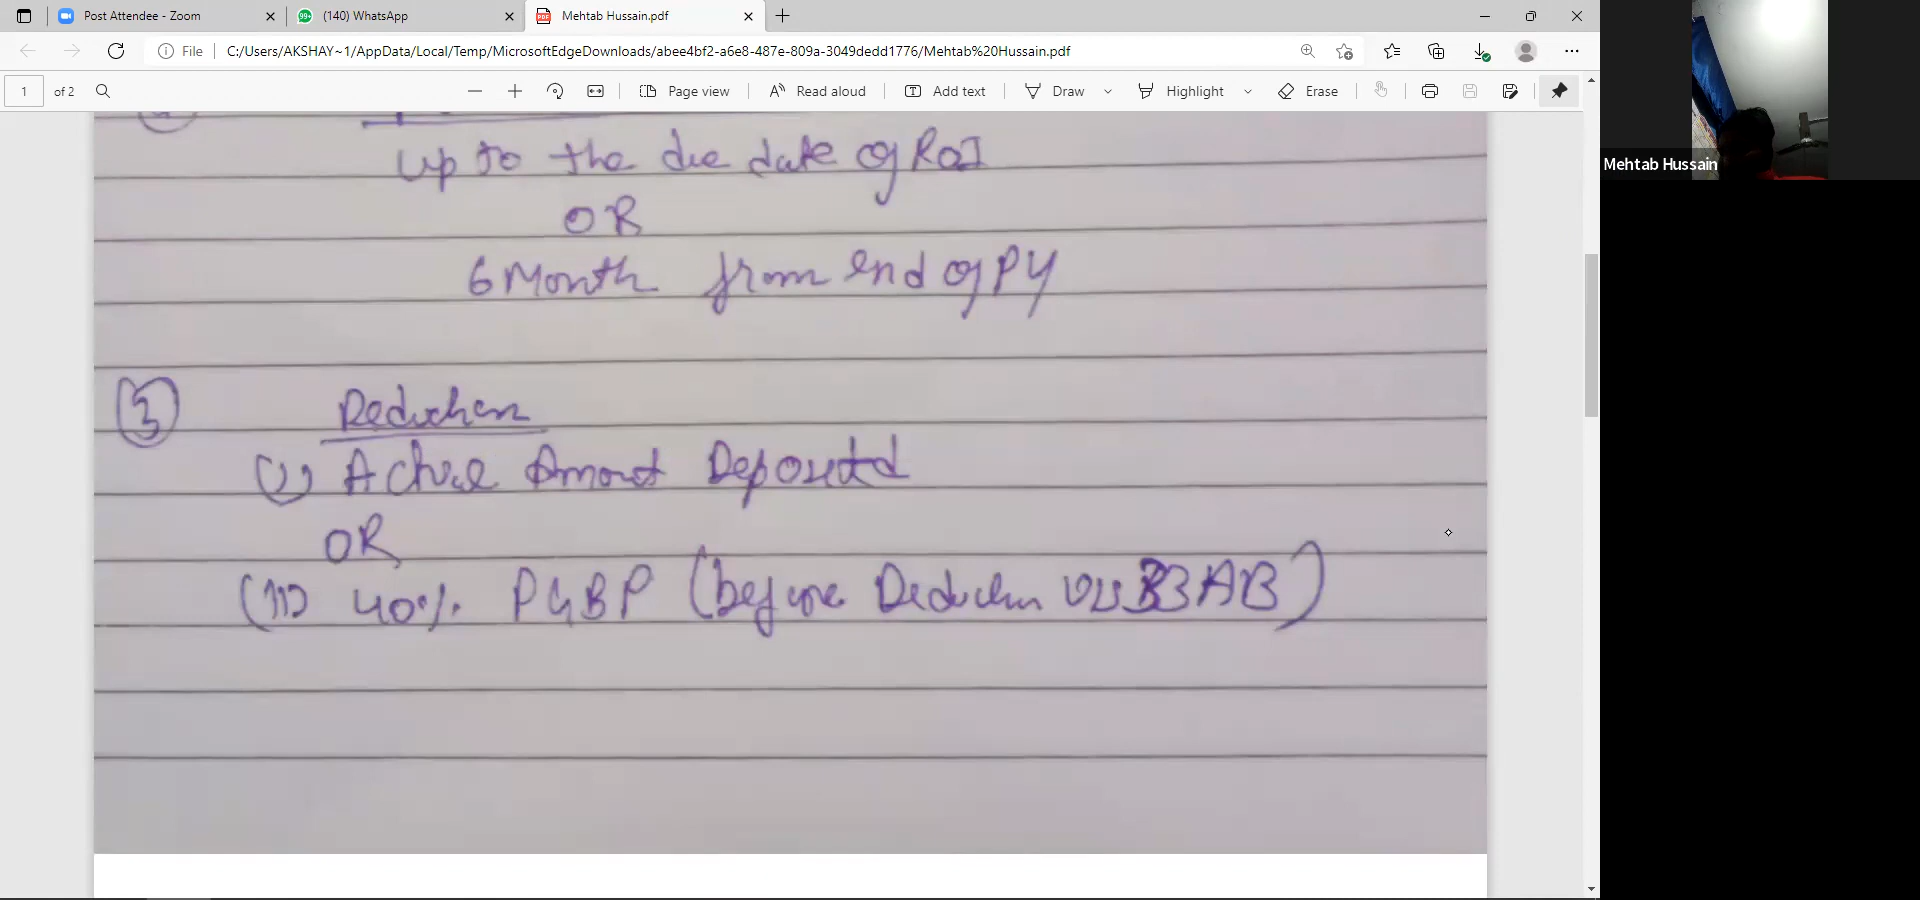 Post Attendee - Zoom
(140) WhatsApp
Mehtab Hussain.pdf
File
C:/Users/AKSHAY~1/AppData/Local/Temp/MicrosoftEdgeDownloads/abee4bf2-a6e8-487e-809a-3049dedd1776/Mehtab%20Hussain.pdf
1 of 2
Page view
Read aloud
Add text
Draw
Highlight
Erase
up to the due date of ROI
OR
6 Month from end of PY
3 Deduction
(i) Actual Amount Deposited
OR
(ii) 40% PGBP (before Deduction U/S 33AB)
Mehtab Hussain